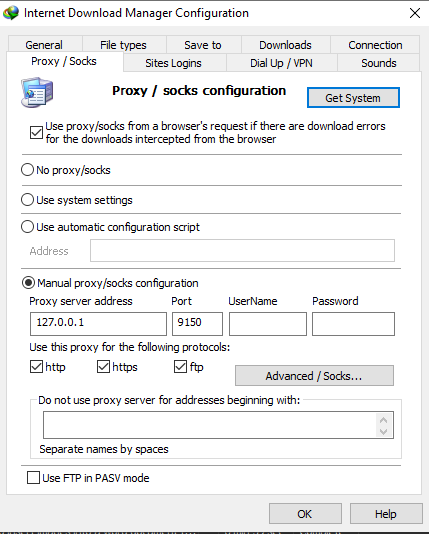 Internet Download Manager Configuration
General File types Save to Downloads Connection
Proxy / Socks Sites Logins Dial Up / VPN Sounds
Proxy / socks configuration
Get System
Use proxy/socks from a browser's request if there are download errors
for the downloads intercepted from the browser
No proxy/socks
Use system settings
Use automatic configuration script
Address
Manual proxy/socks configuration
Proxy server address Port UserName Password
127.0.0.1 9150
Use this proxy for the following protocols:
http https ftp
Advanced / Socks...
Do not use proxy server for addresses beginning with:
Separate names by spaces
Use FTP in PASV mode
OK Help